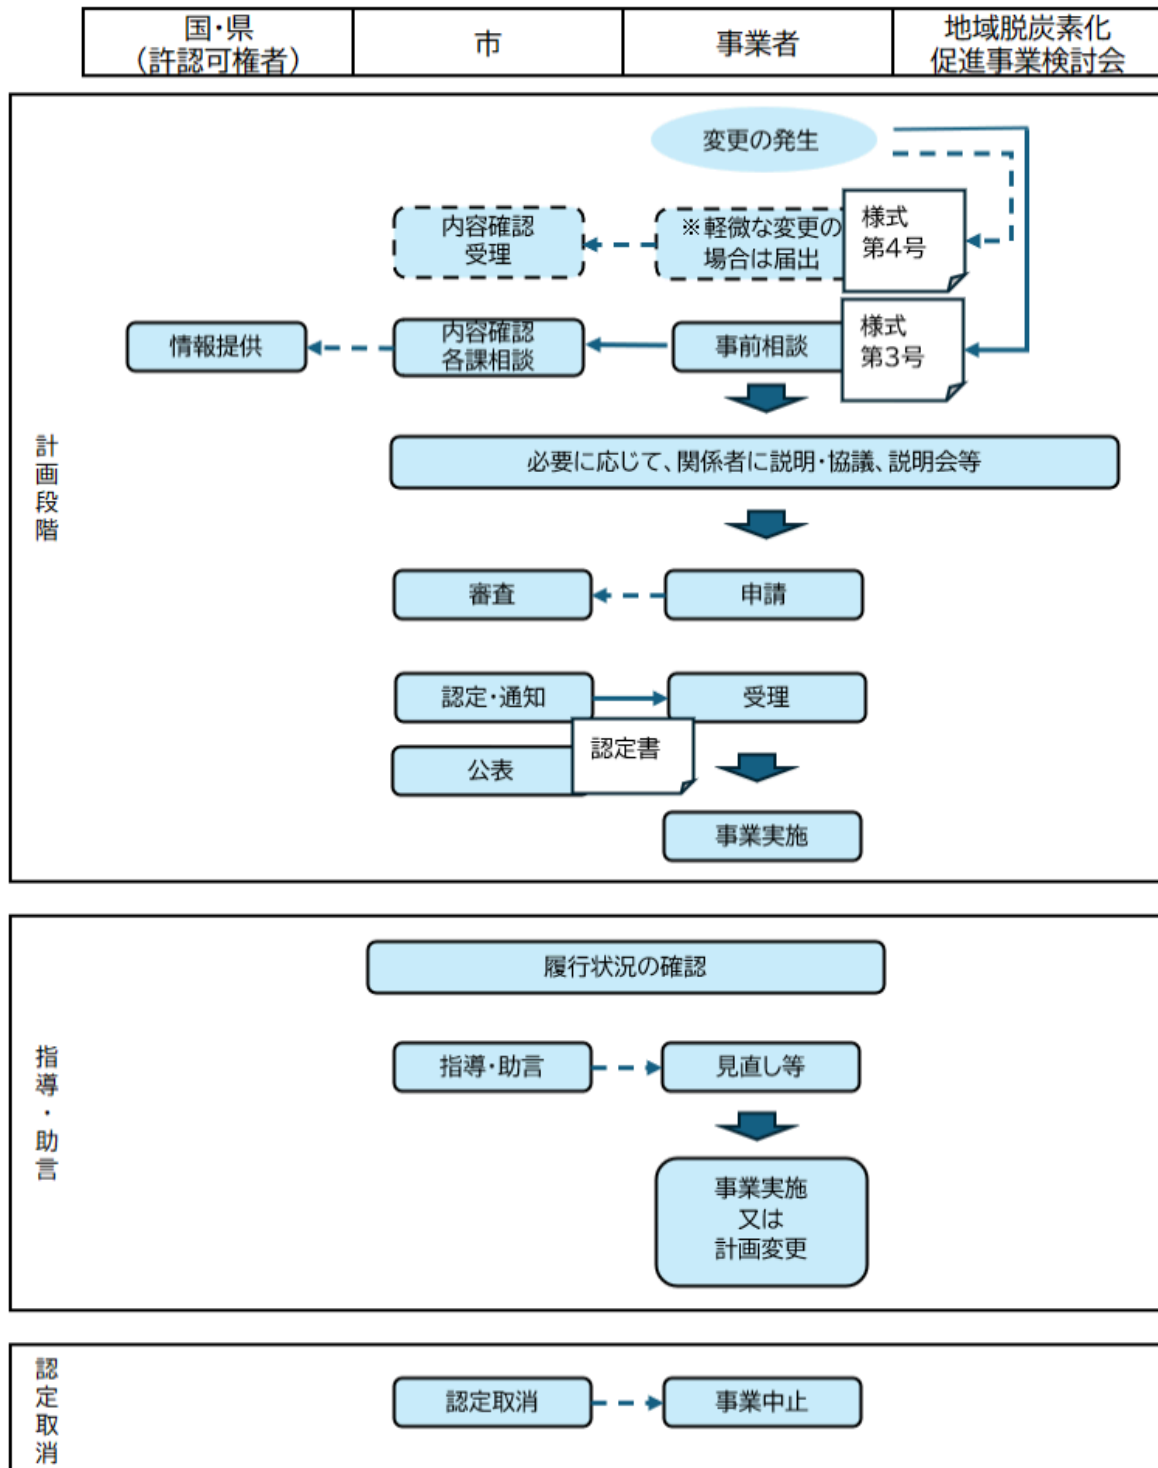 国・県
（許認可権者）
市
事業者
地域脱炭素化
促進事業検討会
計画段階
変更の発生
内容確認
受理
※軽微な変更の
場合は届出
様式
第4号
情報提供
内容確認
各課相談
事前相談
様式
第3号
必要に応じて、関係者に説明・協議、説明会等
審査
申請
認定・通知
受理
認定書
公表
事業実施
指導・助言
履行状況の確認
指導・助言
見直し等
事業実施
又は
計画変更
認定取消
認定取消
事業中止